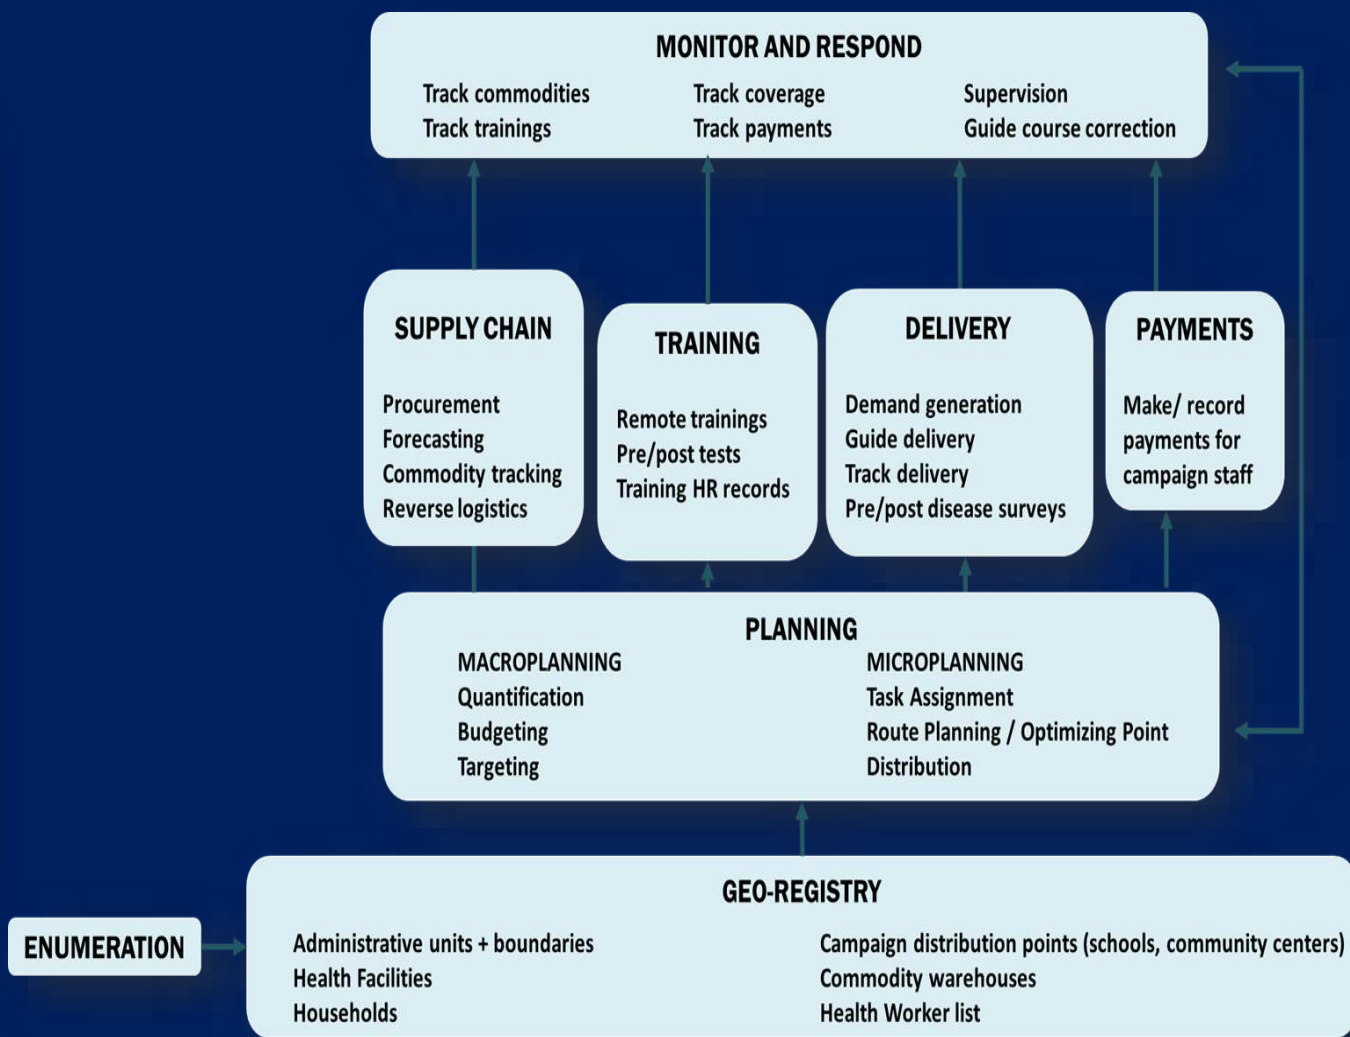 MONITOR AND RESPOND
Track commodities
Track trainings
Track coverage
Track payments
Supervision
Guide course correction
SUPPLY CHAIN
Procurement
Forecasting
Commodity tracking
Reverse logistics
TRAINING
Remote trainings
Pre/post tests
Training HR records
DELIVERY
Demand generation
Guide delivery
Track delivery
Pre/post disease surveys
PAYMENTS
Make/ record
payments for
campaign staff
PLANNING
MACROPLANNING
Quantification
Budgeting
Targeting
MICROPLANNING
Task Assignment
Route Planning / Optimizing Point
Distribution
ENUMERATION
GEO-REGISTRY
Administrative units + boundaries
Health Facilities
Households
Campaign distribution points (schools, community centers)
Commodity warehouses
Health Worker list